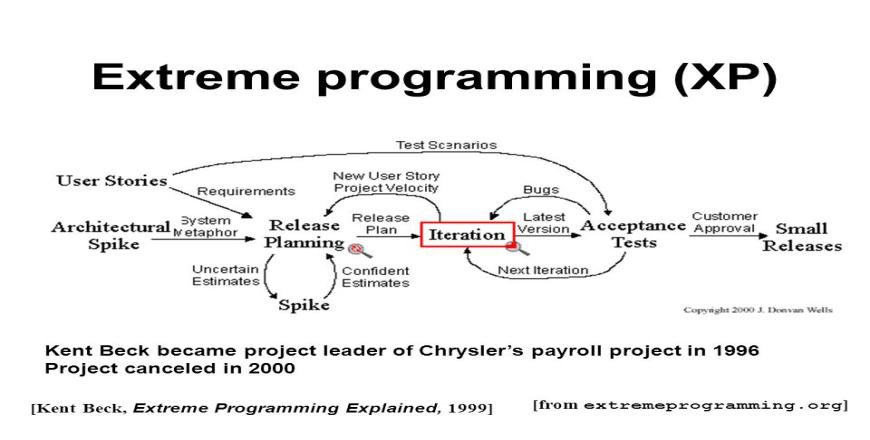 Extreme programming (XP)
Test Scenarios
User Stories
Requirements
New User Story
Project Velocity
Bugs
Architectural
Spike
System
Metaphor
Release
Planning
Release
Plan
Iteration
Latest
Version
Acceptance
Tests
Customer
Approval
Small
Releases
Uncertain
Estimates
Confident
Estimates
Next Iteration
Spike
Copyright 2000 J. Donvan Wells
Kent Beck became project leader of Chrysler’s payroll project in 1996
Project canceled in 2000
[Kent Beck, Extreme Programming Explained, 1999]
[from extremeprogramming.org]